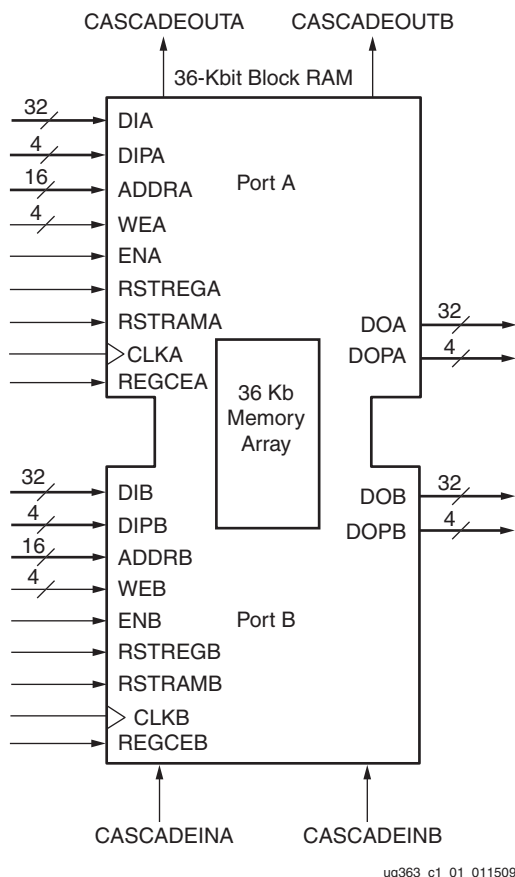 CASCADEOUTA
CASCADEOUTB
36-Kbit Block RAM
32
DIA
4
DIPA
Port A
16
ADDRA
4
WEA
ENA
RSTREGA
RSTRAMA
DOA
32
CLKA
DOPA
4
REGCEA
36 Kb
Memory
Array
32
DIB
DOB
32
4
DIPB
DOPB
4
16
ADDRB
4
WEB
ENB
Port B
RSTREGB
RSTRAMB
CLKB
REGCEB
CASCADEINA
CASCADEINB
ug363_c1_01_011509